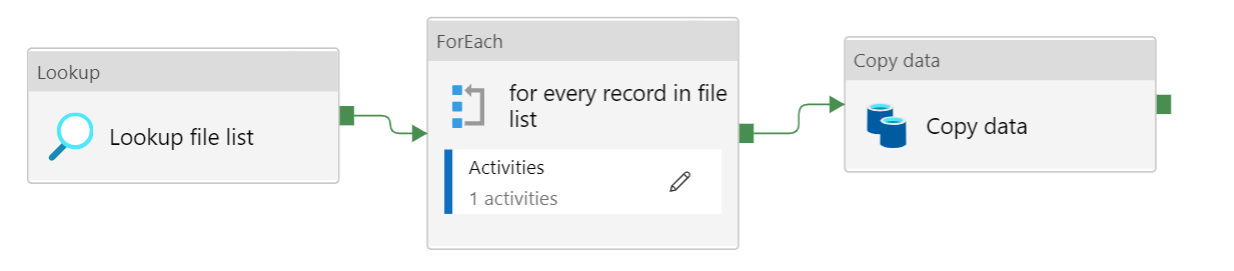 Lookup
Lookup file list
ForEach
for every record in file
list
Activities
1 activities
Copy data
Copy data